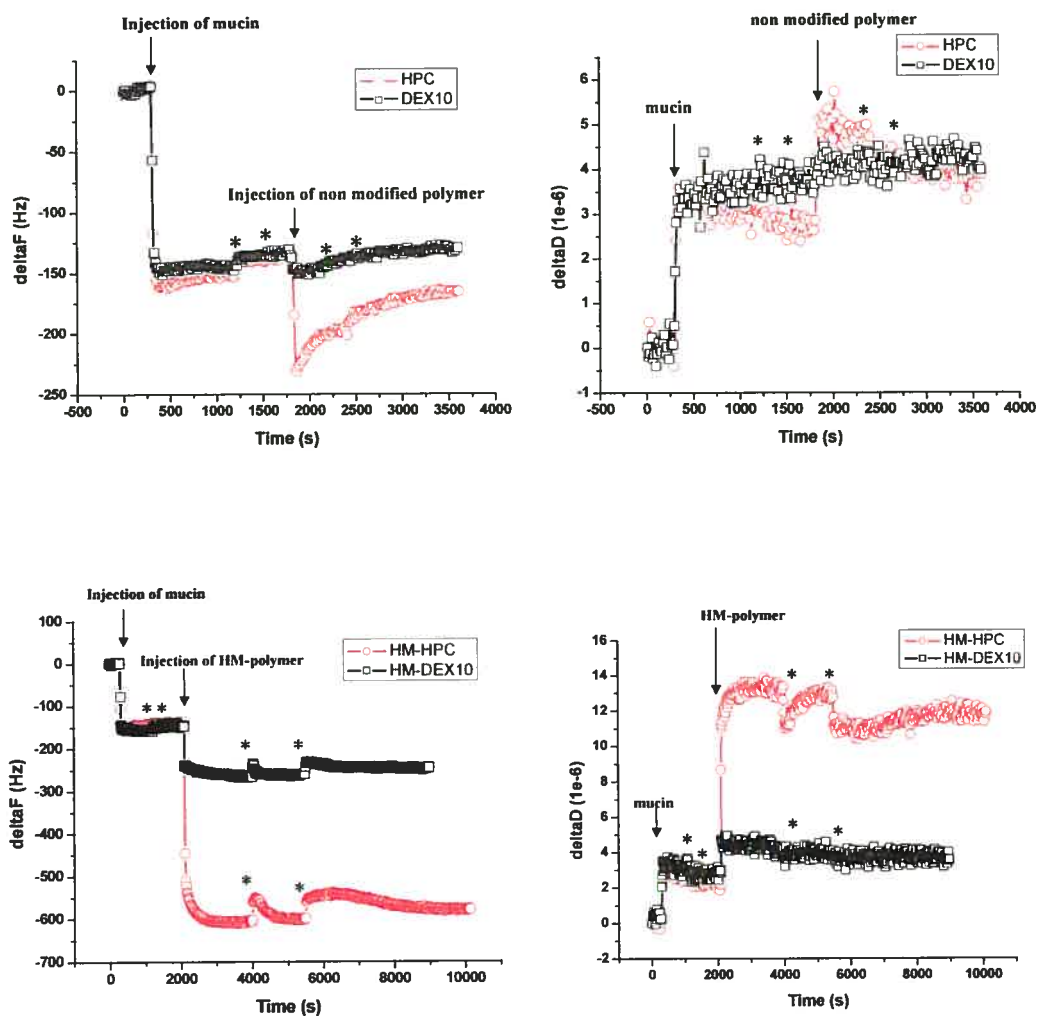 Injection of mucin
HPC
DEX10
Injection of non modified polymer
* * * *
0
-50
-100
-150
-200
-250
deltaF (Hz)
-500 0 500 1000 1500 2000 2500 3000 3500 4000
Time (s)
non modified polymer
HPC
DEX10
mucin
* * * *
6
5
4
3
2
1
0
-1
deltaD (1e-6)
-500 0 500 1000 1500 2000 2500 3000 3500 4000
Time (s)
Injection of mucin
Injection of HM-polymer
HM-HPC
HM-DEX10
** * *
* *
100
0
-100
-200
-300
-400
-500
-600
-700
deltaF (Hz)
0 2000 4000 6000 8000 10000
Time (s)
HM-polymer
HM-HPC
HM-DEX10
mucin
* *
* * * *
16
14
12
10
8
6
4
2
0
-2
deltaD (1e-6)
0 2000 4000 6000 8000 10000
Time (s)